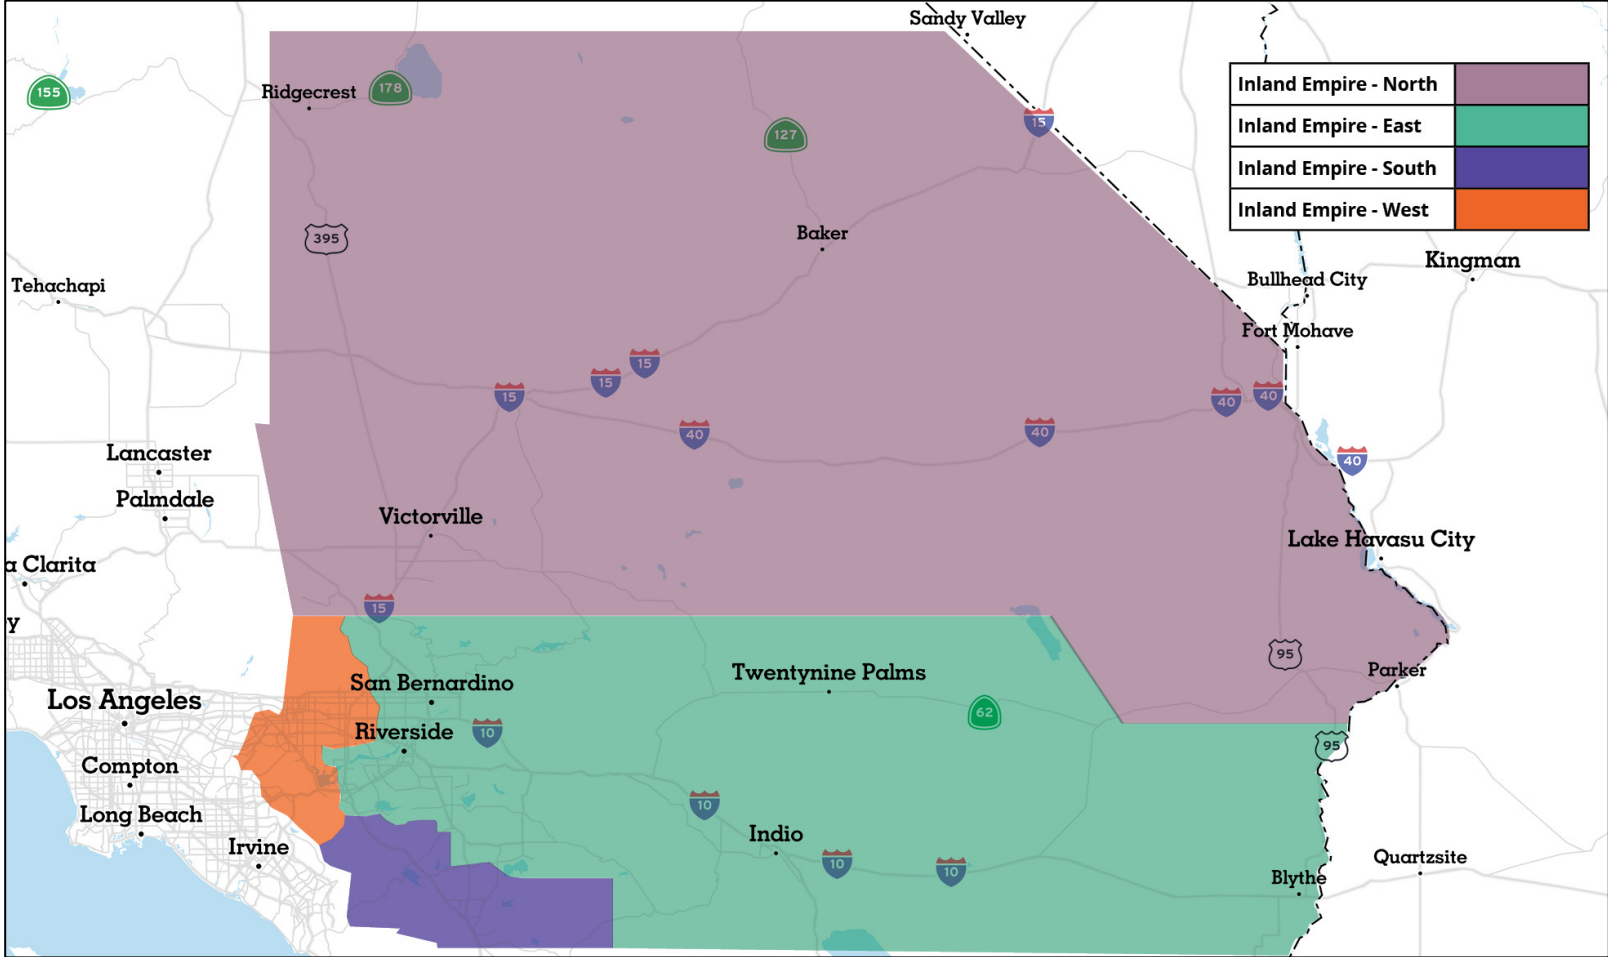 Sandy Valley
155
Ridgecrest
178
127
15
Inland Empire - North
Inland Empire - East
Inland Empire - South
Inland Empire - West
395
Baker
Tehachapi
Bullhead City
Kingman
Fort Mohave
15
15
15
40
40
40
40
40
Lancaster
Palmdale
Victorville
Lake Havasu City
a Clarita
15
y
95
Parker
San Bernardino
Twentynine Palms
Los Angeles
62
Riverside
10
95
Compton
Long Beach
10
Indio
Irvine
10
10
Quartzsite
Blythe